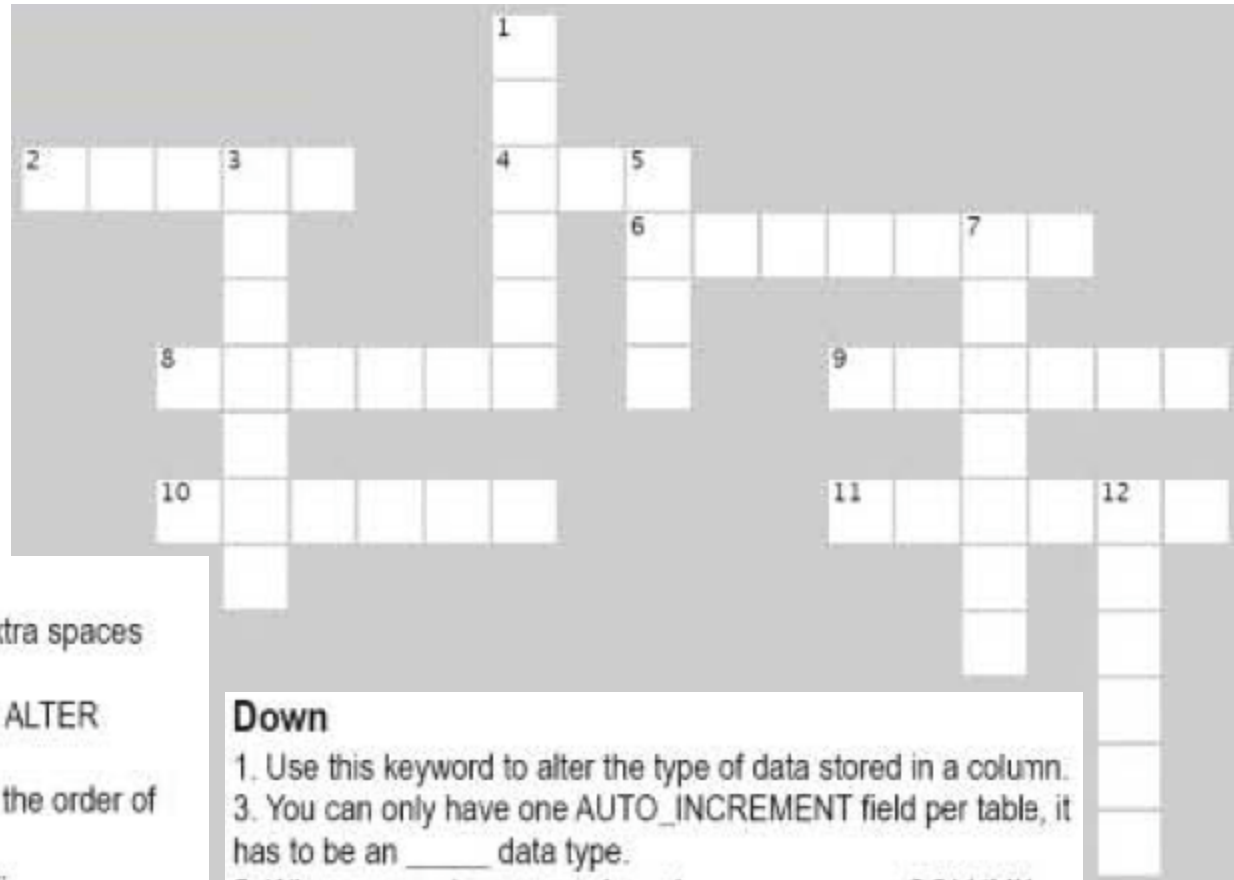 1
2
3
4
5
6
7
8
9
10
11
12
tra spaces
ALTER
the order of
Down
1. Use this keyword to alter the type of data stored in a column.
3. You can only have one AUTO_INCREMENT field per table, it
has to be an _____ data type.